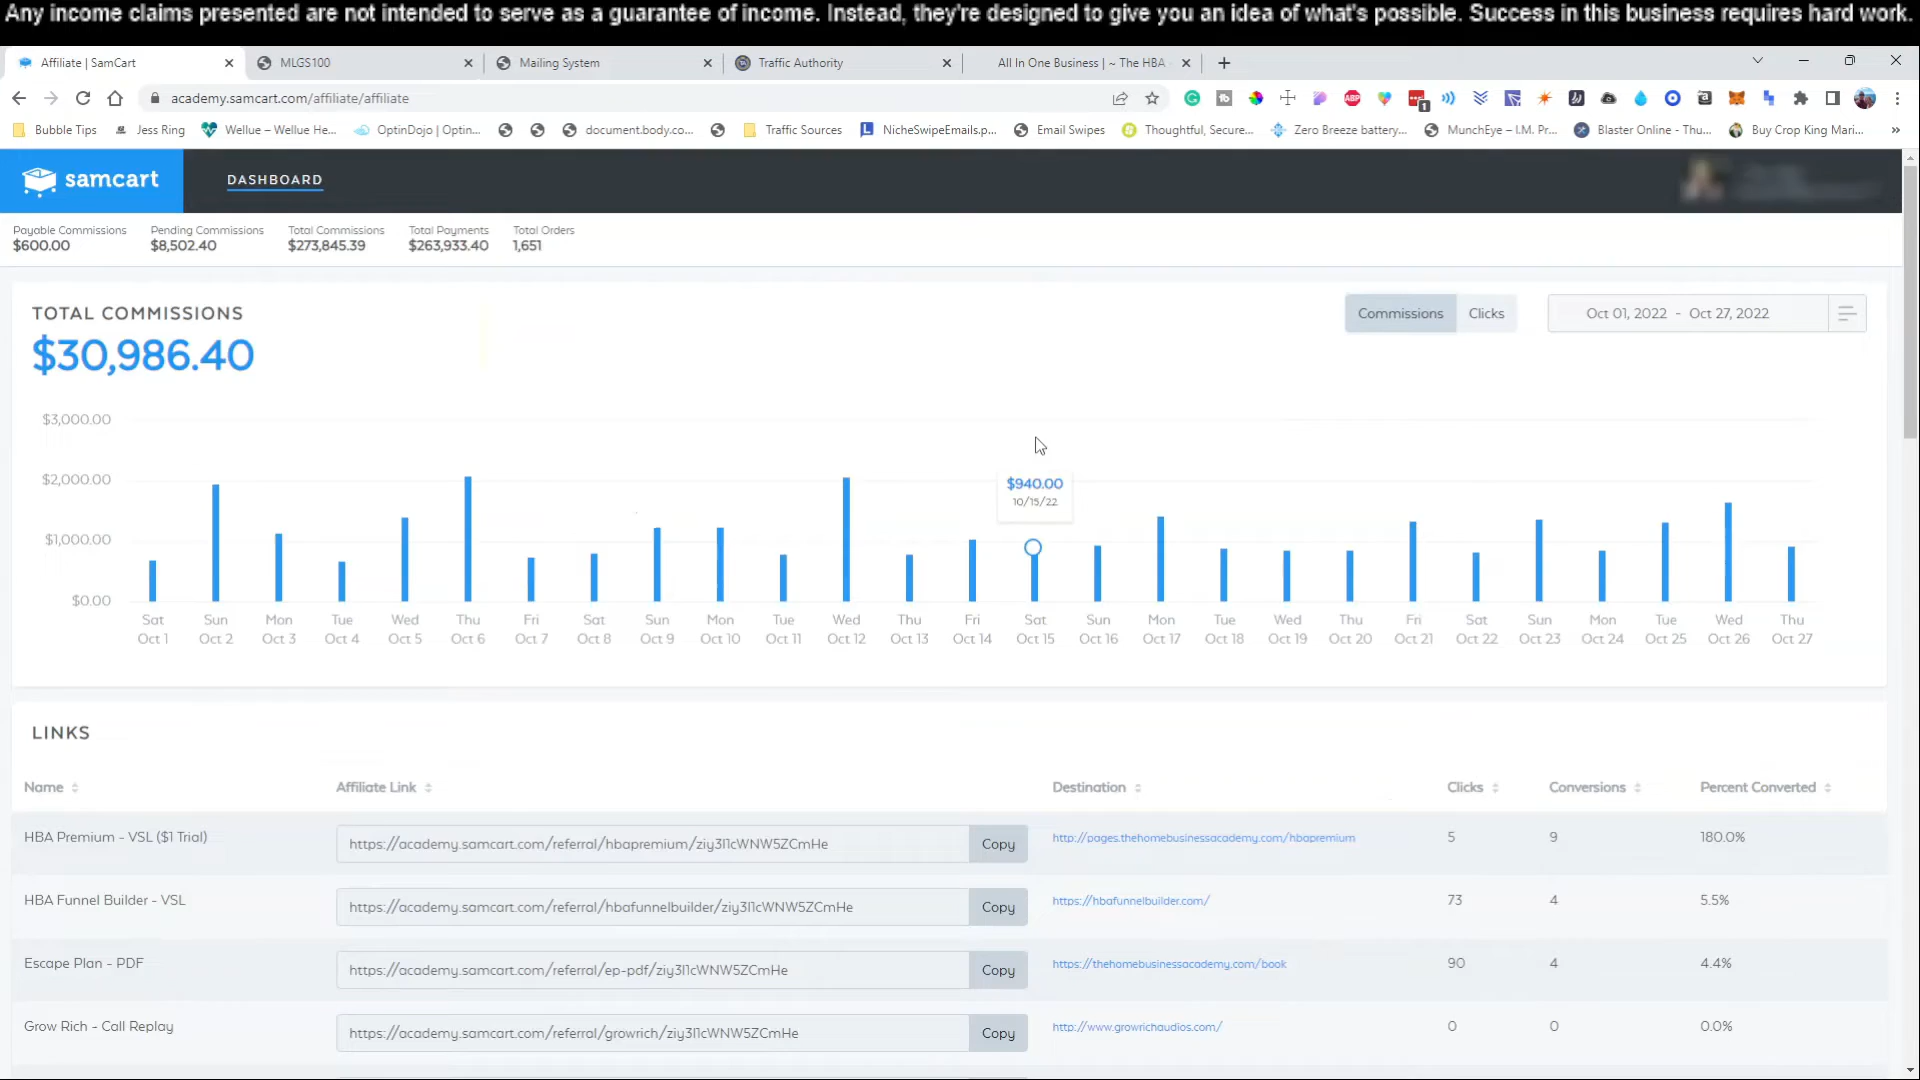 Any income claims presented are not intended to serve as a guarantee of income. Instead, they're designed to give you an idea of what's possible. Success in this business requires hard work.
Affiliate | SamCart
MLGS100
Mailing System
Traffic Authority
All In One Business | ~ The HBA
academy.samcart.com/affiliate/affiliate
ABP
1
Bubble Tips
Jess Ring
Wellue – Wellue He...
OptinDojo | Optin...
document.body.co...
Traffic Sources
NicheSwipeEmails.p...
Email Swipes
Thoughtful, Secure...
Zero Breeze battery...
MunchEye – I.M. Pr...
Blaster Online - Thu...
Buy Crop King Mari...
samcart
DASHBOARD
Payable Commissions
$600.00
Pending Commissions
$8,502.40
Total Commissions
$273,845.39
Total Payments
$263,933.40
Total Orders
1,651
TOTAL COMMISSIONS
$30,986.40
Commissions
Clicks
Oct 01, 2022 - Oct 27, 2022
$3,000.00
$2,000.00
$1,000.00
$0.00
$940.00
10/15/22
Sat Sun Mon Tue Wed Thu Fri Sat Sun Mon Tue Wed Thu Fri Sat Sun Mon Tue Wed Thu Fri Sat Sun Mon Tue Wed Thu
Oct 1 Oct 2 Oct 3 Oct 4 Oct 5 Oct 6 Oct 7 Oct 8 Oct 9 Oct 10 Oct 11 Oct 12 Oct 13 Oct 14 Oct 15 Oct 16 Oct 17 Oct 18 Oct 19 Oct 20 Oct 21 Oct 22 Oct 23 Oct 24 Oct 25 Oct 26 Oct 27
LINKS
Name Affiliate Link Destination Clicks Conversions Percent Converted
HBA Premium - VSL ($1 Trial) https://academy.samcart.com/referral/hbapremium/ziy3l1cWNW5ZCmHe Copy http://pages.thehomebusinessacademy.com/hbapremium 5 9 180.0%
HBA Funnel Builder - VSL https://academy.samcart.com/referral/hbafunnelbuilder/ziy3l1cWNW5ZCmHe Copy https://hbafunnelbuilder.com/ 73 4 5.5%
Escape Plan - PDF https://academy.samcart.com/referral/ep-pdf/ziy3l1cWNW5ZCmHe Copy https://thehomebusinessacademy.com/book 90 4 4.4%
Grow Rich - Call Replay https://academy.samcart.com/referral/growrich/ziy3l1cWNW5ZCmHe Copy http://www.growrichaudios.com/ 0 0 0.0%